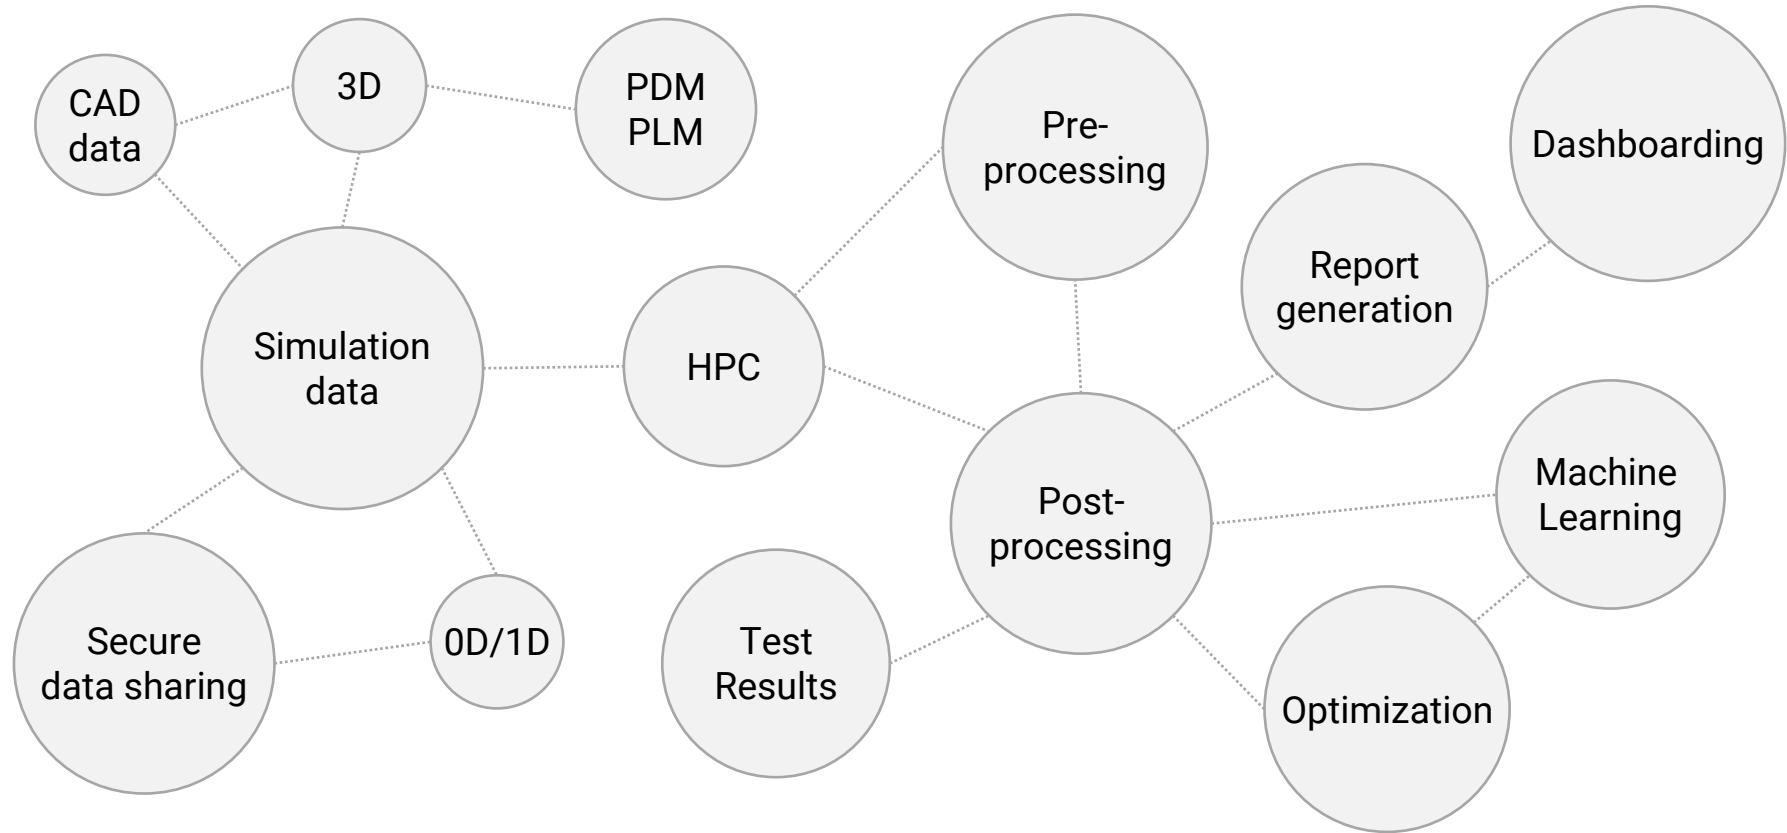 CAD
data
3D
PDM
PLM
Pre-
processing
Dashboarding
Report
generation
Simulation
data
HPC
Machine
Learning
Post-
processing
Secure
data sharing
0D/1D
Test
Results
Optimization